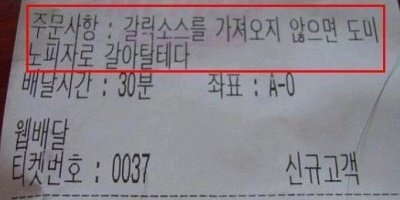 주문사항 : 갈릭소스를 가져오지 않으면 도미
노피자로 갈아탈테다
배달시간 : 30분 좌표 : A-0
웹배달
티켓번호 : 0037 신규고객